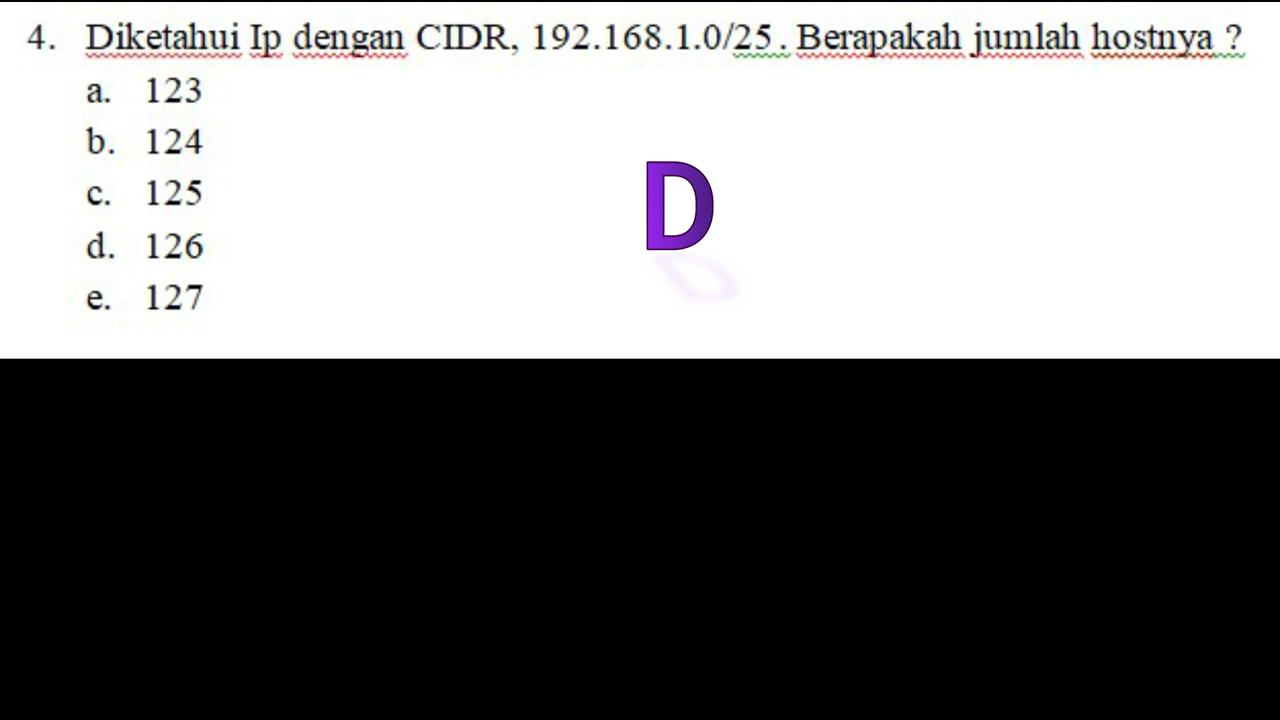 4. Diketahui Ip dengan CIDR, 192.168.1.0/25. Berapakah jumlah hostnya ?
a. 123
b. 124
c. 125
d. 126
e. 127
D